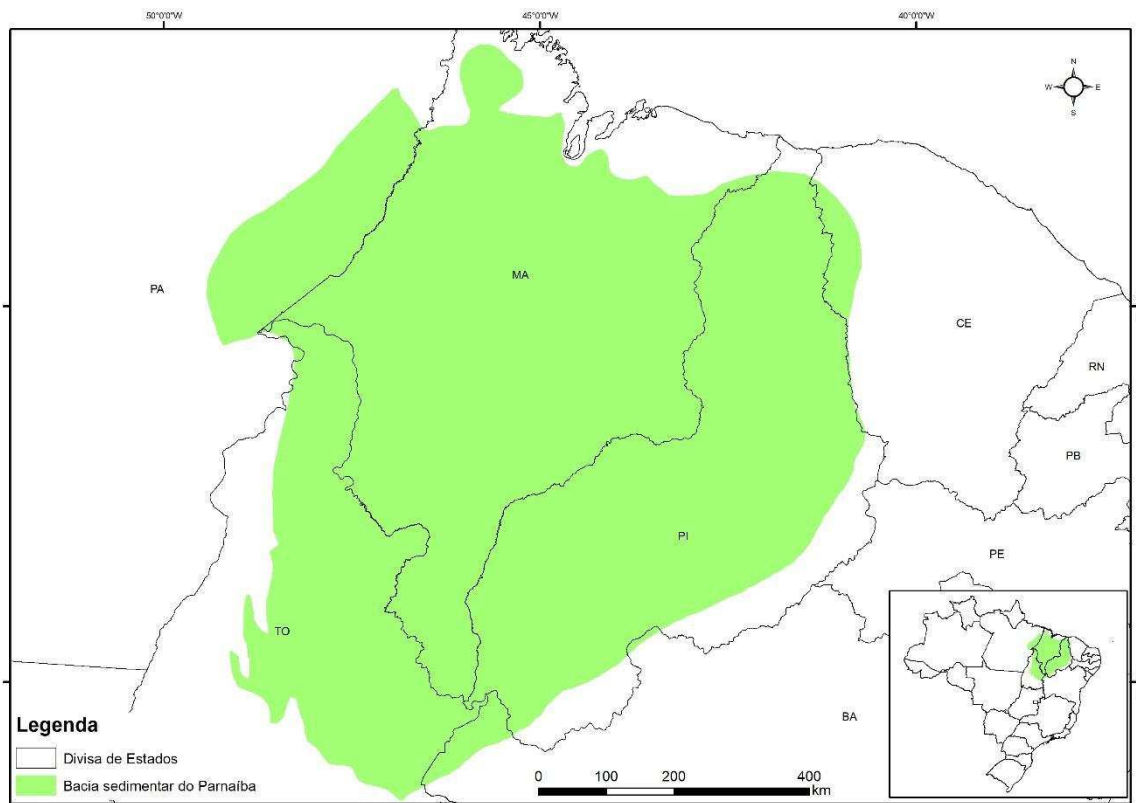 50°0'0"W 45°0'0"W 40°0'0"W
N
W E
S
MA
PA
CE
RN
PB
PI
PE
TO
BA
Legenda
Divisa de Estados
Bacia sedimentar do Parnaíba
0 100 200 400
km